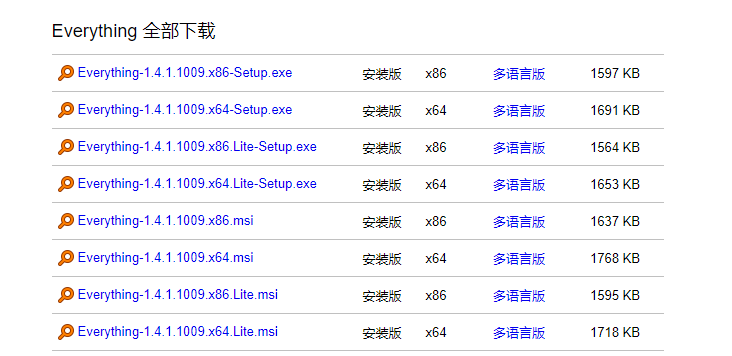 Everything 全部下载
Everything-1.4.1.1009.x86-Setup.exe 安装版 x86 多语言版 1597 KB
Everything-1.4.1.1009.x64-Setup.exe 安装版 x64 多语言版 1691 KB
Everything-1.4.1.1009.x86.Lite-Setup.exe 安装版 x86 多语言版 1564 KB
Everything-1.4.1.1009.x64.Lite-Setup.exe 安装版 x64 多语言版 1653 KB
Everything-1.4.1.1009.x86.msi 安装版 x86 多语言版 1637 KB
Everything-1.4.1.1009.x64.msi 安装版 x64 多语言版 1768 KB
Everything-1.4.1.1009.x86.Lite.msi 安装版 x86 多语言版 1595 KB
Everything-1.4.1.1009.x64.Lite.msi 安装版 x64 多语言版 1718 KB